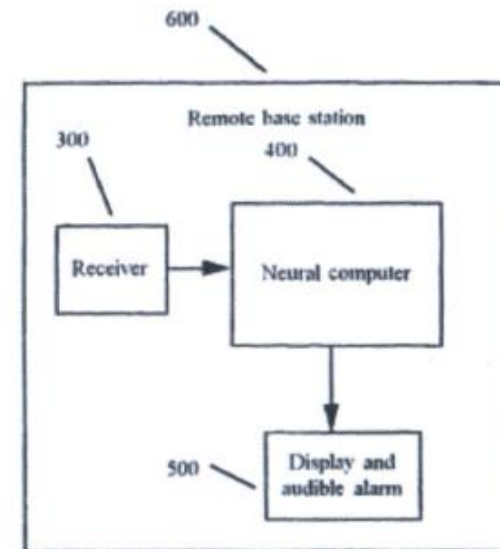 600
Remote base station
300
400
Receiver
Neural computer
500
Display and
audible alarm